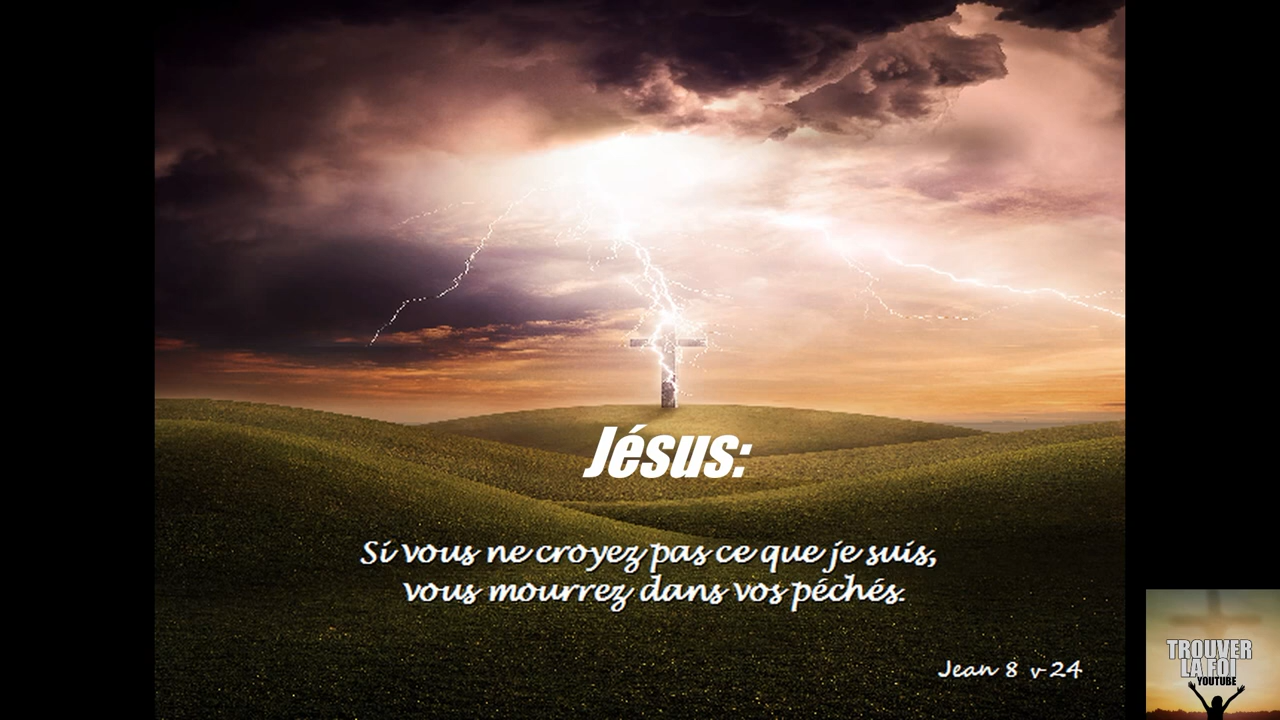 Jésus:
Si vous ne croyez pas ce que je suis,
vous mourrez dans vos péchés.
Jean 8 v 24
TROUVER
LA FOI
YOUTUBE